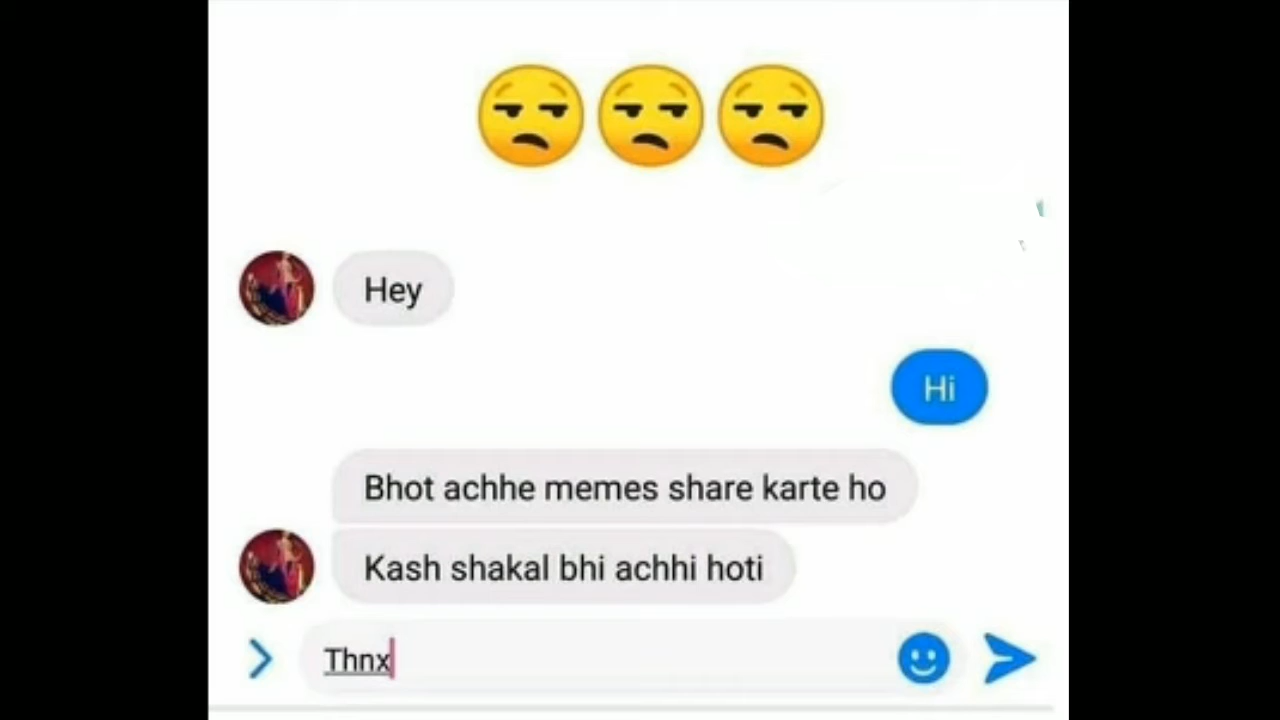 Hey
Hi
Bhot achhe memes share karte ho
Kash shakal bhi achhi hoti
Thnx